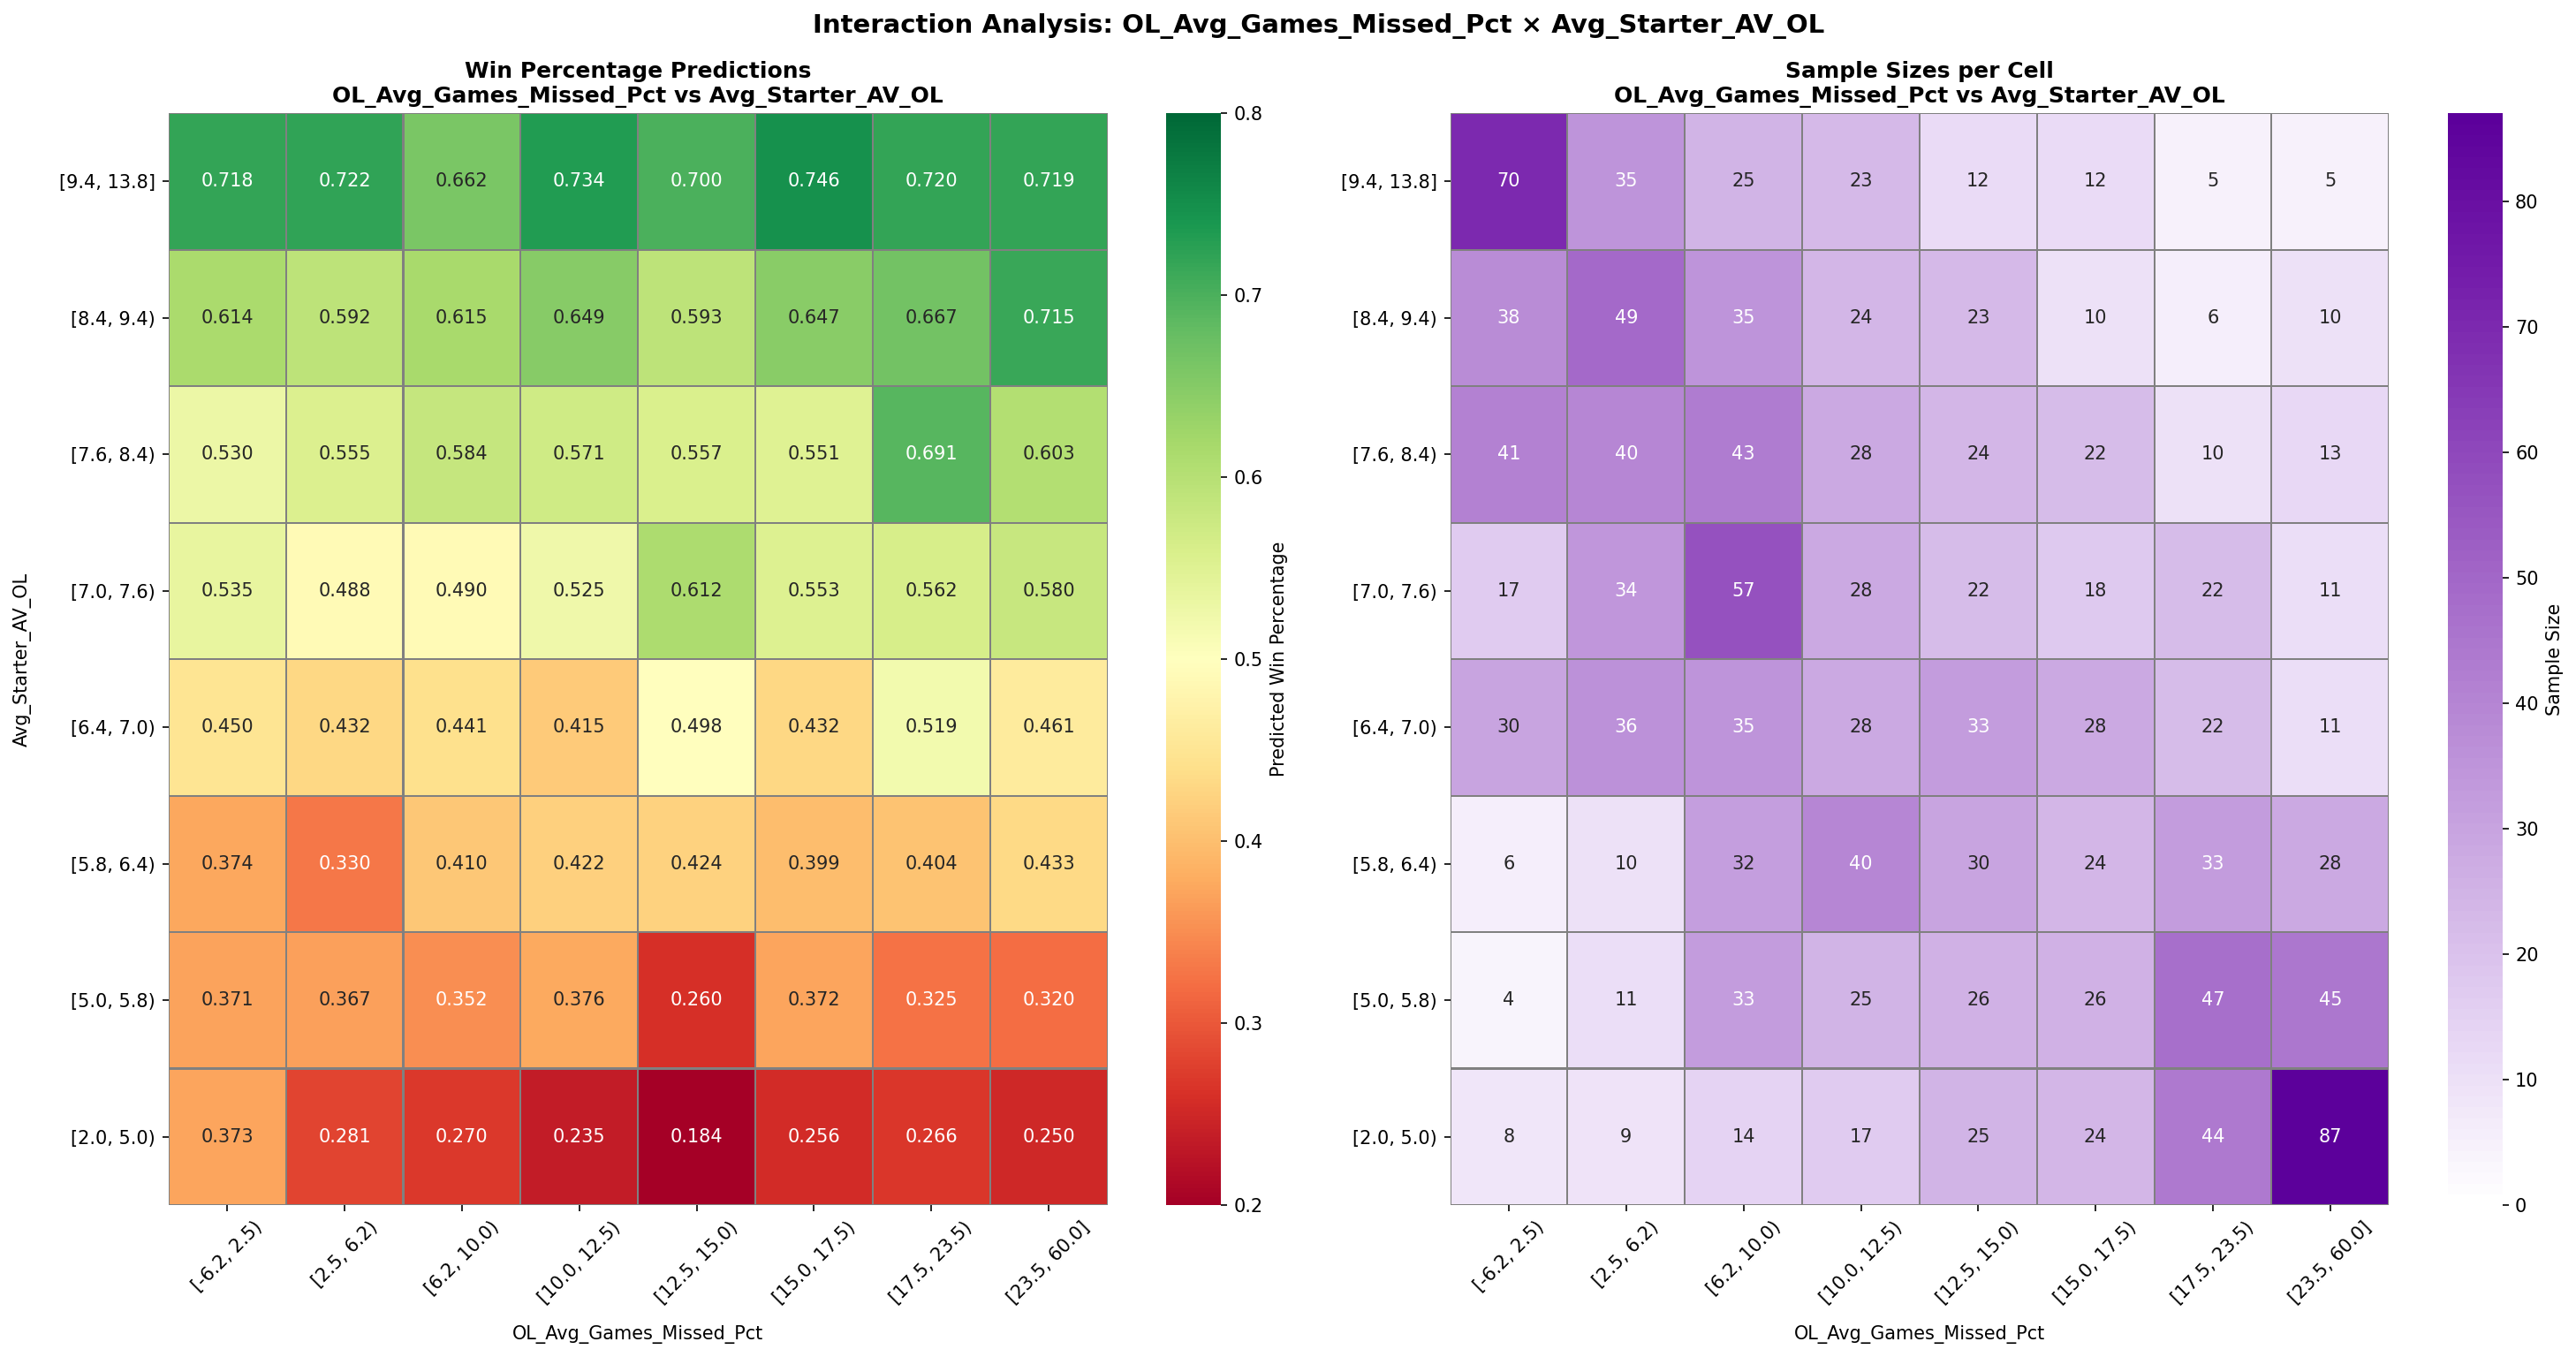 Interaction Analysis: OL_Avg_Games_Missed_Pct × Avg_Starter_AV_OL
Win Percentage Predictions
OL_Avg_Games_Missed_Pct vs Avg_Starter_AV_OL
Avg_Starter_AV_OL
[9.4, 13.8] 0.718 0.722 0.662 0.734 0.700 0.746 0.720 0.719
[8.4, 9.4) 0.614 0.592 0.615 0.649 0.593 0.647 0.667 0.715
[7.6, 8.4) 0.530 0.555 0.584 0.571 0.557 0.551 0.691 0.603
[7.0, 7.6) 0.535 0.488 0.490 0.525 0.612 0.553 0.562 0.580
[6.4, 7.0) 0.450 0.432 0.441 0.415 0.498 0.432 0.519 0.461
[5.8, 6.4) 0.374 0.330 0.410 0.422 0.424 0.399 0.404 0.433
[5.0, 5.8) 0.371 0.367 0.352 0.376 0.260 0.372 0.325 0.320
[2.0, 5.0) 0.373 0.281 0.270 0.235 0.184 0.256 0.266 0.250
[-6.2, 2.5) [2.5, 6.2) [6.2, 10.0) [10.0, 12.5) [12.5, 15.0) [15.0, 17.5) [17.5, 23.5) [23.5, 60.0]
OL_Avg_Games_Missed_Pct
0.8
0.7
0.6
0.5
0.4
0.3
0.2
Predicted Win Percentage
Sample Sizes per Cell
OL_Avg_Games_Missed_Pct vs Avg_Starter_AV_OL
[9.4, 13.8] 70 35 25 23 12 12 5 5
[8.4, 9.4) 38 49 35 24 23 10 6 10
[7.6, 8.4) 41 40 43 28 24 22 10 13
[7.0, 7.6) 17 34 57 28 22 18 22 11
[6.4, 7.0) 30 36 35 28 33 28 22 11
[5.8, 6.4) 6 10 32 40 30 24 33 28
[5.0, 5.8) 4 11 33 25 26 26 47 45
[2.0, 5.0) 8 9 14 17 25 24 44 87
[-6.2, 2.5) [2.5, 6.2) [6.2, 10.0) [10.0, 12.5) [12.5, 15.0) [15.0, 17.5) [17.5, 23.5) [23.5, 60.0]
OL_Avg_Games_Missed_Pct
80
70
60
50
40
30
20
10
0
Sample Size